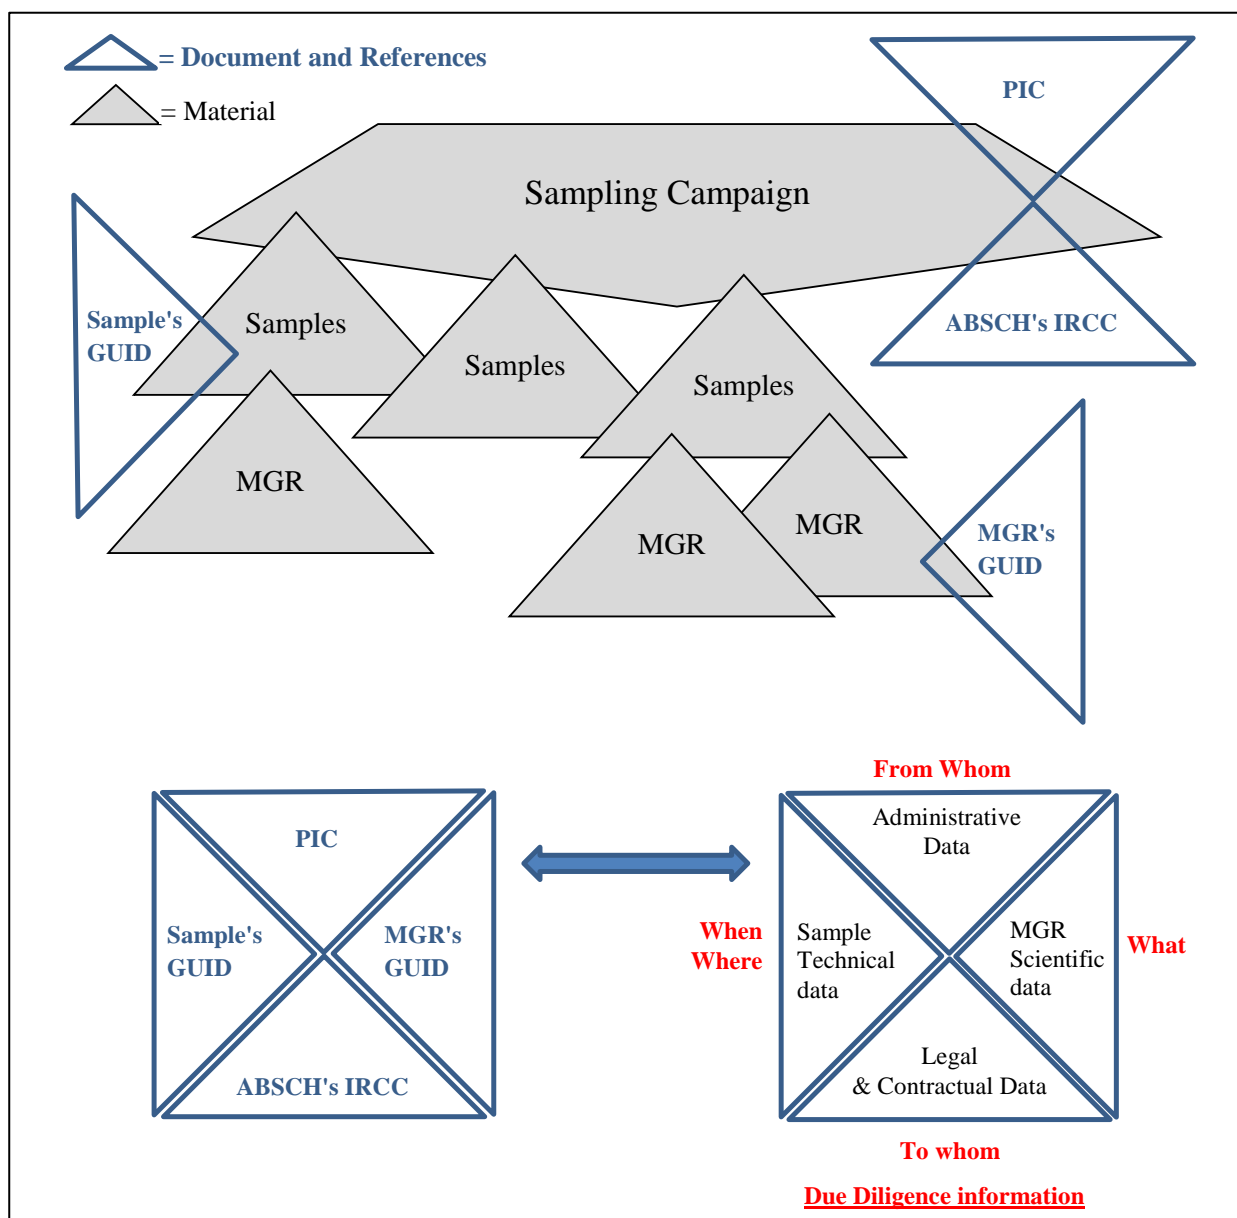 = Document and References
= Material
PIC
Sampling Campaign
Sample's
GUID
Samples
Samples
Samples
ABSCH's IRCC
MGR
MGR
MGR
MGR's
GUID
PIC
Sample's
GUID
MGR's
GUID
ABSCH's IRCC
From Whom
Administrative
Data
When
Where
Sample
Technical
data
MGR
Scientific
data
What
Legal
& Contractual Data
To whom
Due Diligence information